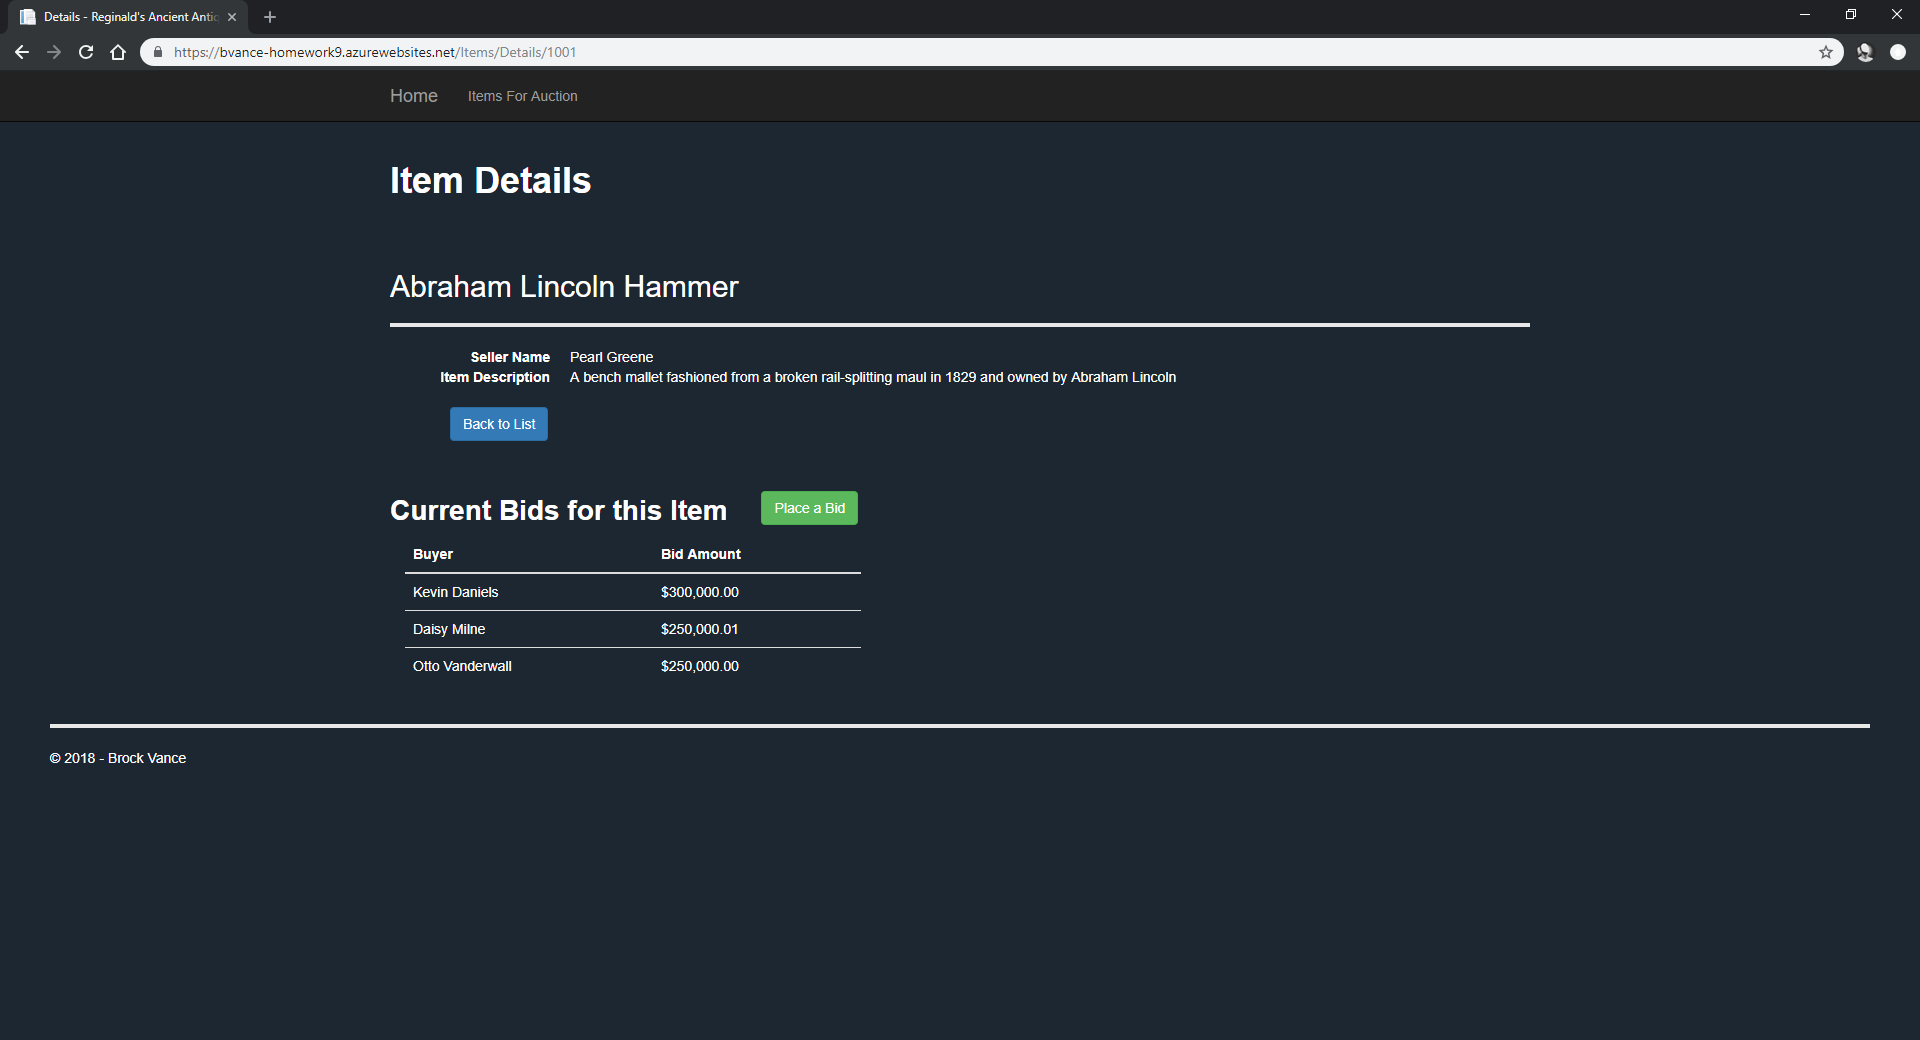 Details - Reginald's Ancient Antiq
https://bvance-homework9.azurewebsites.net/Items/Details/1001
Home Items For Auction
Item Details
Abraham Lincoln Hammer
Seller Name Pearl Greene
Item Description A bench mallet fashioned from a broken rail-splitting maul in 1829 and owned by Abraham Lincoln
Back to List
Current Bids for this Item Place a Bid
Buyer Bid Amount
Kevin Daniels $300,000.00
Daisy Milne $250,000.01
Otto Vanderwall $250,000.00
© 2018 - Brock Vance